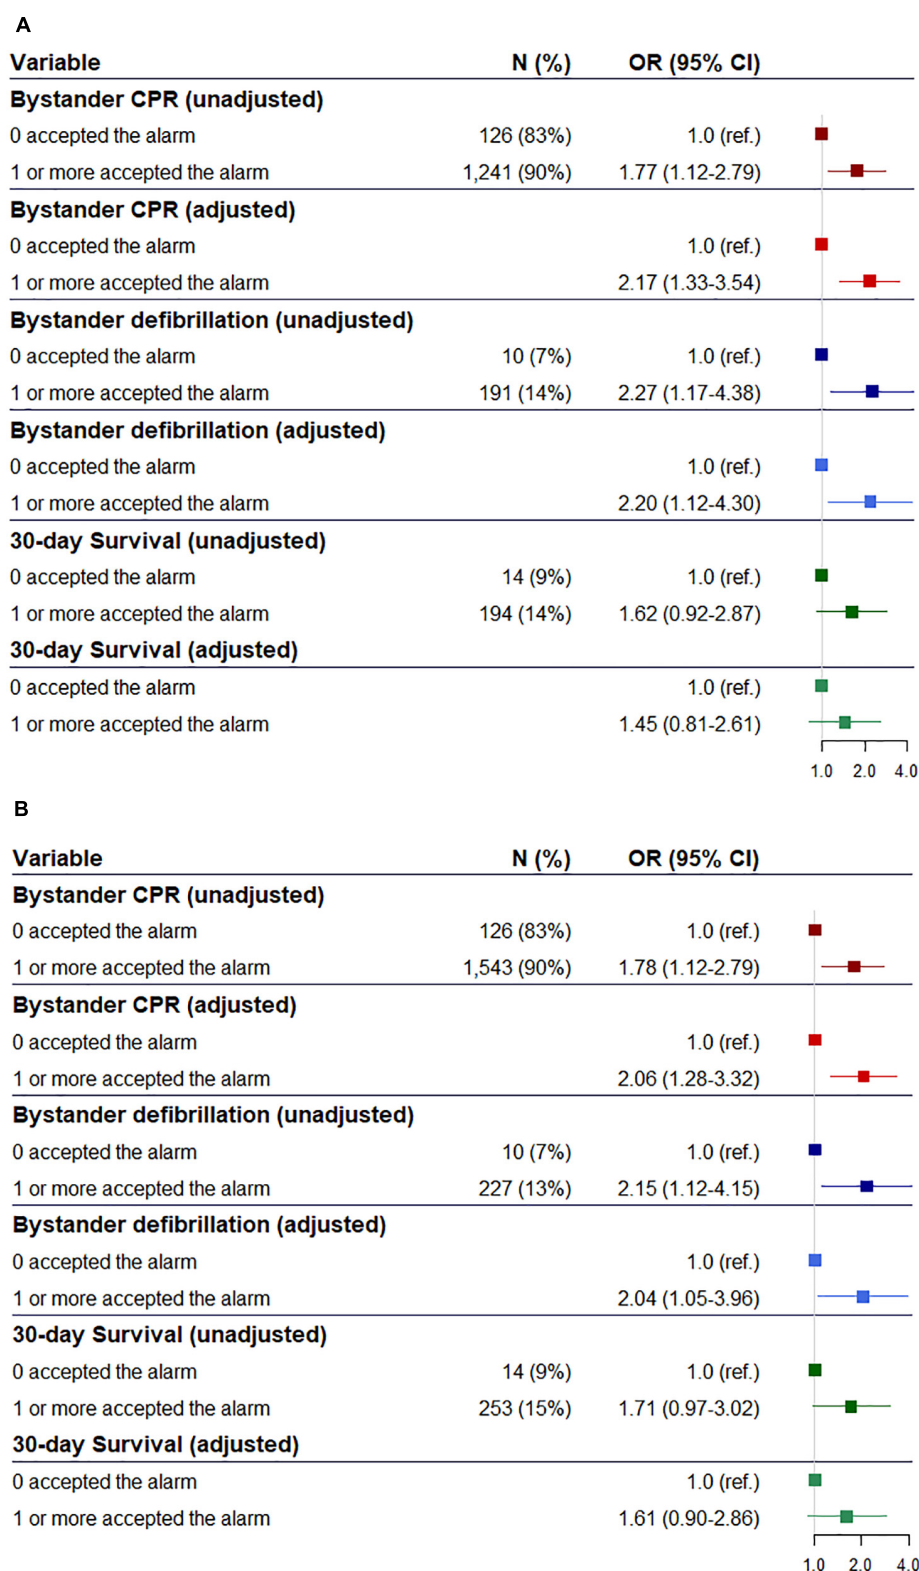 A
Variable N (%) OR (95% CI)
Bystander CPR (unadjusted)
0 accepted the alarm 126 (83%) 1.0 (ref.)
1 or more accepted the alarm 1,241 (90%) 1.77 (1.12-2.79)
Bystander CPR (adjusted)
0 accepted the alarm 1.0 (ref.)
1 or more accepted the alarm 2.17 (1.33-3.54)
Bystander defibrillation (unadjusted)
0 accepted the alarm 10 (7%) 1.0 (ref.)
1 or more accepted the alarm 191 (14%) 2.27 (1.17-4.38)
Bystander defibrillation (adjusted)
0 accepted the alarm 1.0 (ref.)
1 or more accepted the alarm 2.20 (1.12-4.30)
30-day Survival (unadjusted)
0 accepted the alarm 14 (9%) 1.0 (ref.)
1 or more accepted the alarm 194 (14%) 1.62 (0.92-2.87)
30-day Survival (adjusted)
0 accepted the alarm 1.0 (ref.)
1 or more accepted the alarm 1.45 (0.81-2.61)
1.0 2.0 4.0
B
Variable N (%) OR (95% CI)
Bystander CPR (unadjusted)
0 accepted the alarm 126 (83%) 1.0 (ref.)
1 or more accepted the alarm 1,543 (90%) 1.78 (1.12-2.79)
Bystander CPR (adjusted)
0 accepted the alarm 1.0 (ref.)
1 or more accepted the alarm 2.06 (1.28-3.32)
Bystander defibrillation (unadjusted)
0 accepted the alarm 10 (7%) 1.0 (ref.)
1 or more accepted the alarm 227 (13%) 2.15 (1.12-4.15)
Bystander defibrillation (adjusted)
0 accepted the alarm 1.0 (ref.)
1 or more accepted the alarm 2.04 (1.05-3.96)
30-day Survival (unadjusted)
0 accepted the alarm 14 (9%) 1.0 (ref.)
1 or more accepted the alarm 253 (15%) 1.71 (0.97-3.02)
30-day Survival (adjusted)
0 accepted the alarm 1.0 (ref.)
1 or more accepted the alarm 1.61 (0.90-2.86)
1.0 2.0 4.0